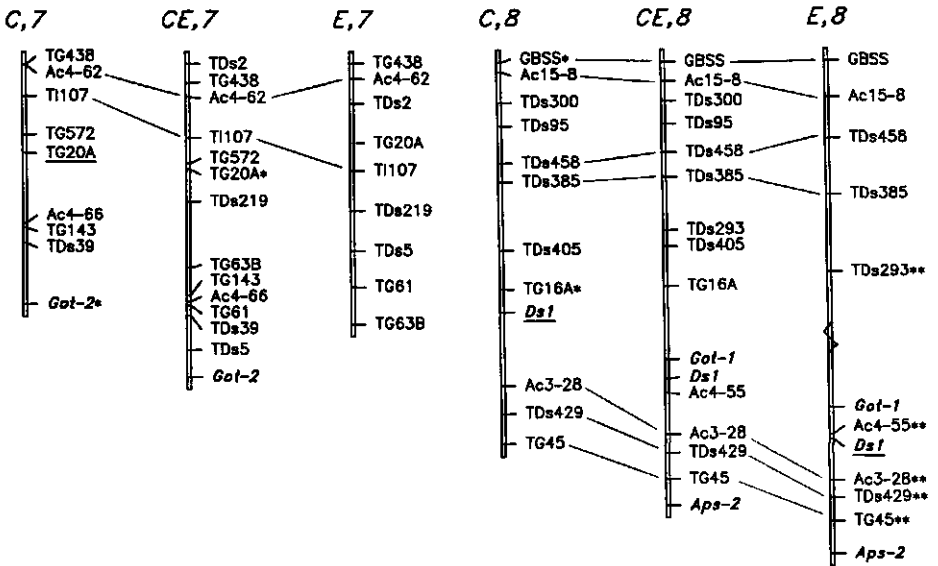 C,7
TG438
Ac4-62
T1107
TG572
TG20A
Ac4-66
TG143
TDs39
Got-2*
CE,7
TDs2
TG438
Ac4-62
T1107
TG572
TG20A*
TDs219
TG63B
TG143
Ac4-66
TG61
TDs39
TDs5
Got-2
E,7
TG438
Ac4-62
TDs2
TG20A
T1107
TDs219
TDs5
TG61
TG63B
C,8
GBSS*
Ac15-8
TDs300
TDs95
TDs458
TDs385
TDs405
TG16A*
Ds1
Ac3-28
TDs429
TG45
CE,8
GBSS
Ac15-8
TDs300
TDs95
TDs458
TDs385
TDs293
TDs405
TG16A
Got-1
Ds1
Ac4-55
Ac3-28
TDs429
TG45
Aps-2
E,8
GBSS
Ac15-8
TDs458
TDs385
TDs293**
Got-1
Ac4-55**
Ds1
Ac3-28**
TDs429**
TG45**
Aps-2